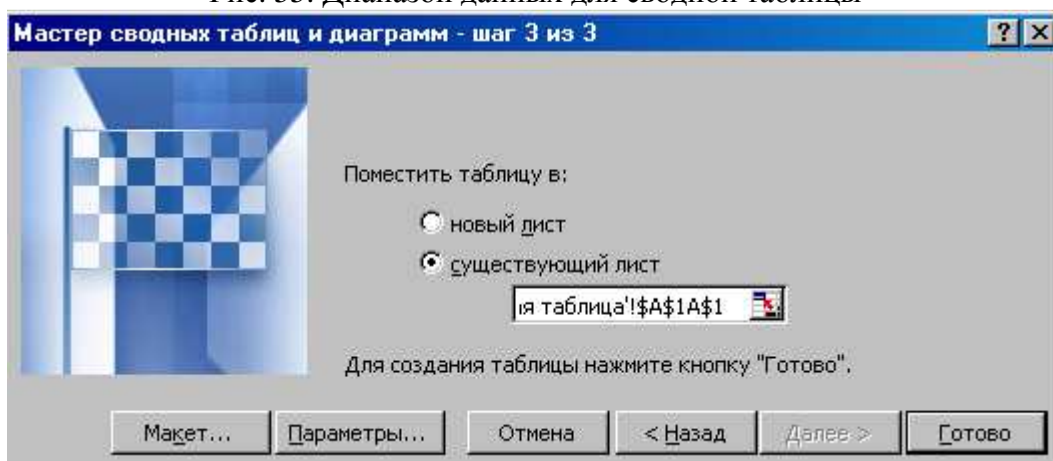 Рис. 35. Диапазон данных для сводной таблицы
Мастер сводных таблиц и диаграмм - шаг 3 из 3
Поместить таблицу в:
новый лист
существующий лист
я таблица'!$A$1A$1
Для создания таблицы нажмите кнопку "Готово".
Макет... Параметры... Отмена < Назад Далее > Готово